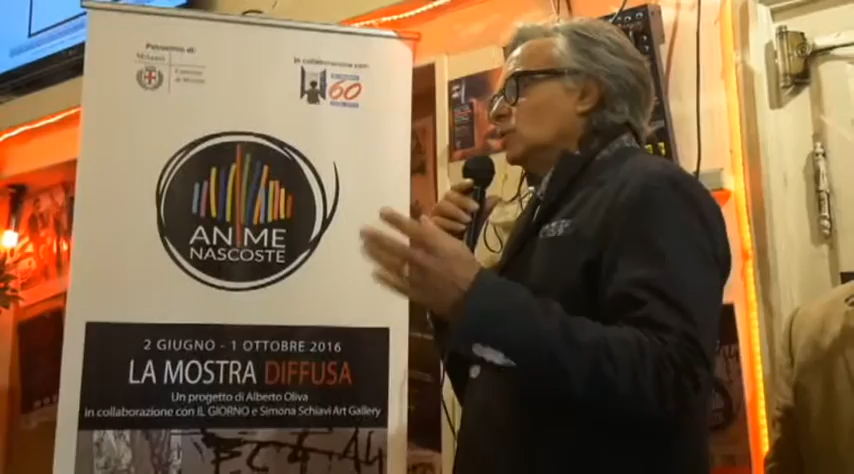 Patrocinio di:
Milano
Comune di Milano
In collaborazione con:
60
ANIME
NASCOSTE
2 GIUGNO - 1 OTTOBRE 2016
LA MOSTRA DIFFUSA
Un progetto di Alberto Oliva
in collaborazione con IL GIORNO e Simona Schiavi Art Gallery